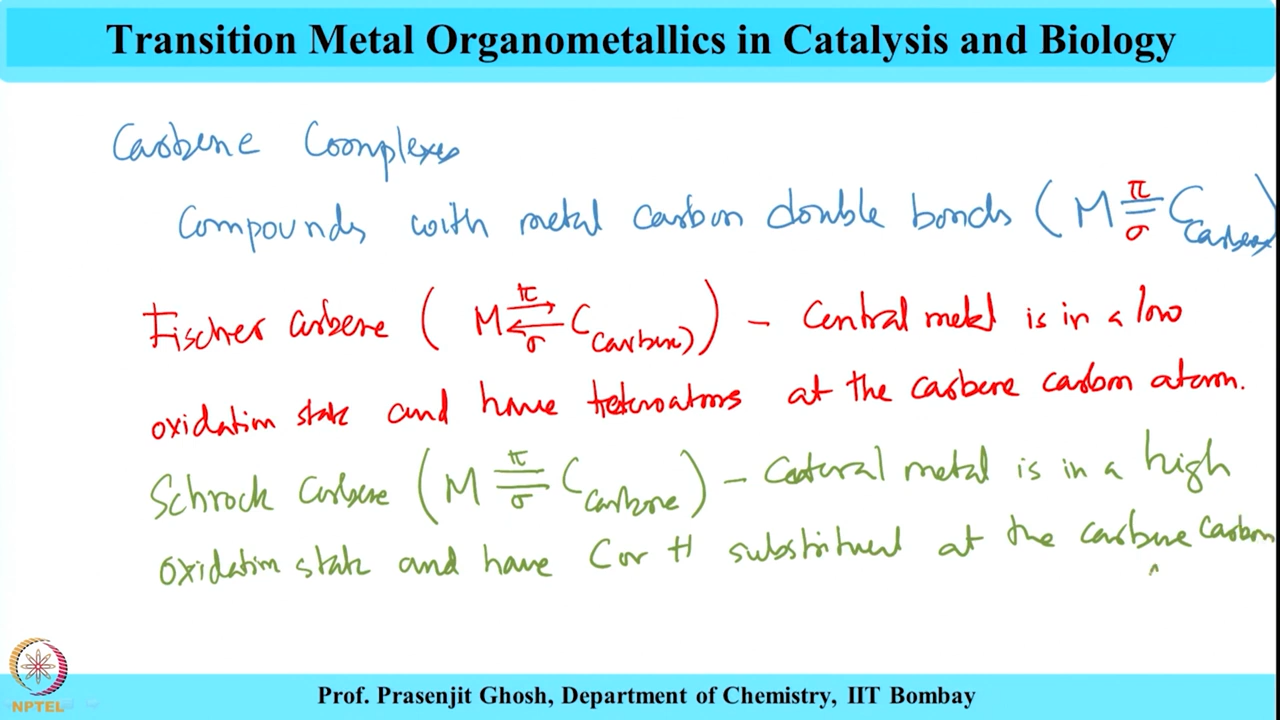 Transition Metal Organometallics in Catalysis and Biology
Carbene Complexes
Compounds with metal carbon double bonds ( M π═σ C carbene )
Fischer carbene ( M π⇄σ C (carbene) ) – Central metal is in a low
oxidation state and have heteroatoms at the carbene carbon atom.
Schrock Carbene ( M π═σ C carbene ) – Central metal is in a high
oxidation state and have C or H substituent at the carbene carbon
NPTEL
Prof. Prasenjit Ghosh, Department of Chemistry, IIT Bombay